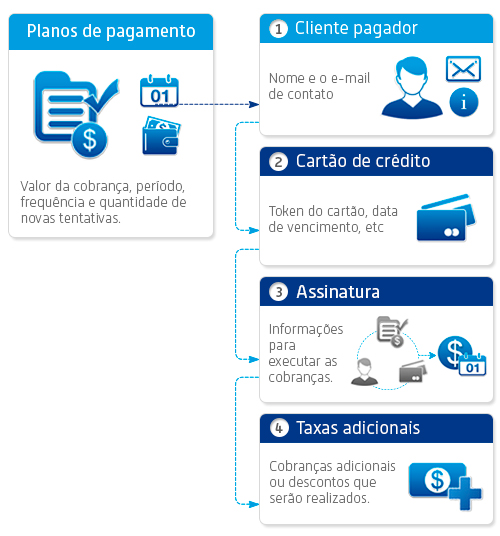 Planos de pagamento
01
$
Valor da cobrança, período,
frequência e quantidade de
novas tentativas.
1 Cliente pagador
Nome e o e-mail
de contato
i
2 Cartão de crédito
Token do cartão, data
de vencimento, etc
3 Assinatura
Informações
para
executar as
cobranças.
$
$
01
4 Taxas adicionais
Cobranças adicionais
ou descontos que
serão realizados.
$